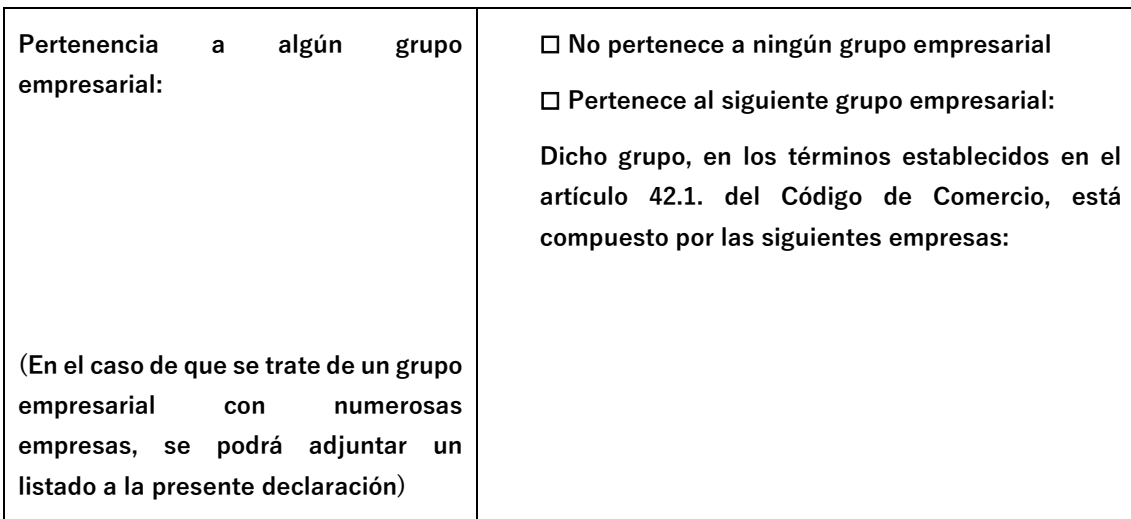 Pertenencia a algún grupo
empresarial:
(En el caso de que se trate de un grupo
empresarial con numerosas
empresas, se podrá adjuntar un
listado a la presente declaración)
☐ No pertenece a ningún grupo empresarial
☐ Pertenece al siguiente grupo empresarial:
Dicho grupo, en los términos establecidos en el
artículo 42.1. del Código de Comercio, está
compuesto por las siguientes empresas: